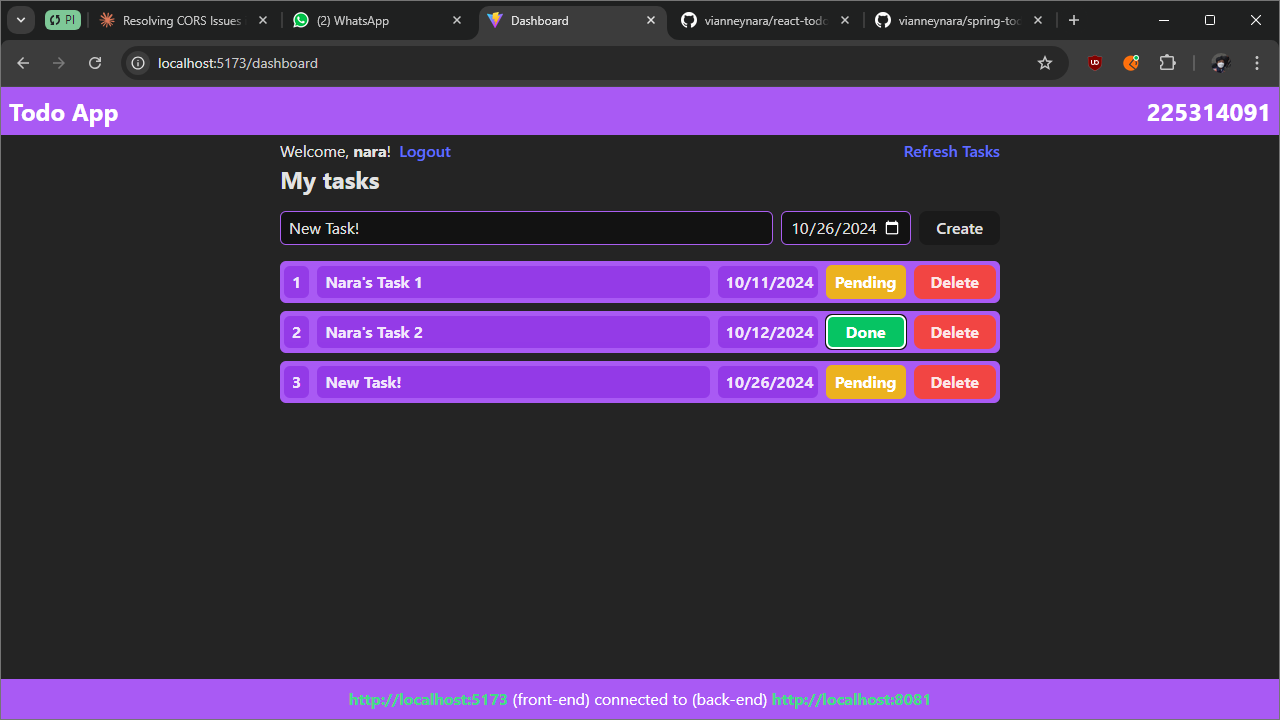 PI Resolving CORS Issues (2) WhatsApp Dashboard vianneynara/react-todo vianneynara/spring-to
localhost:5173/dashboard
Todo App 225314091
Welcome, nara! Logout Refresh Tasks
My tasks
New Task! 10/26/2024 Create
1 Nara's Task 1 10/11/2024 Pending Delete
2 Nara's Task 2 10/12/2024 Done Delete
3 New Task! 10/26/2024 Pending Delete
http://localhost:5173 (front-end) connected to (back-end) http://localhost:8081